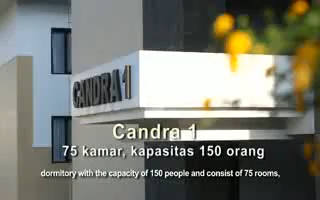 CANDRA 1
Candra 1
75 kamar, kapasitas 150 orang
dormitory with the capacity of 150 people and consist of 75 rooms,